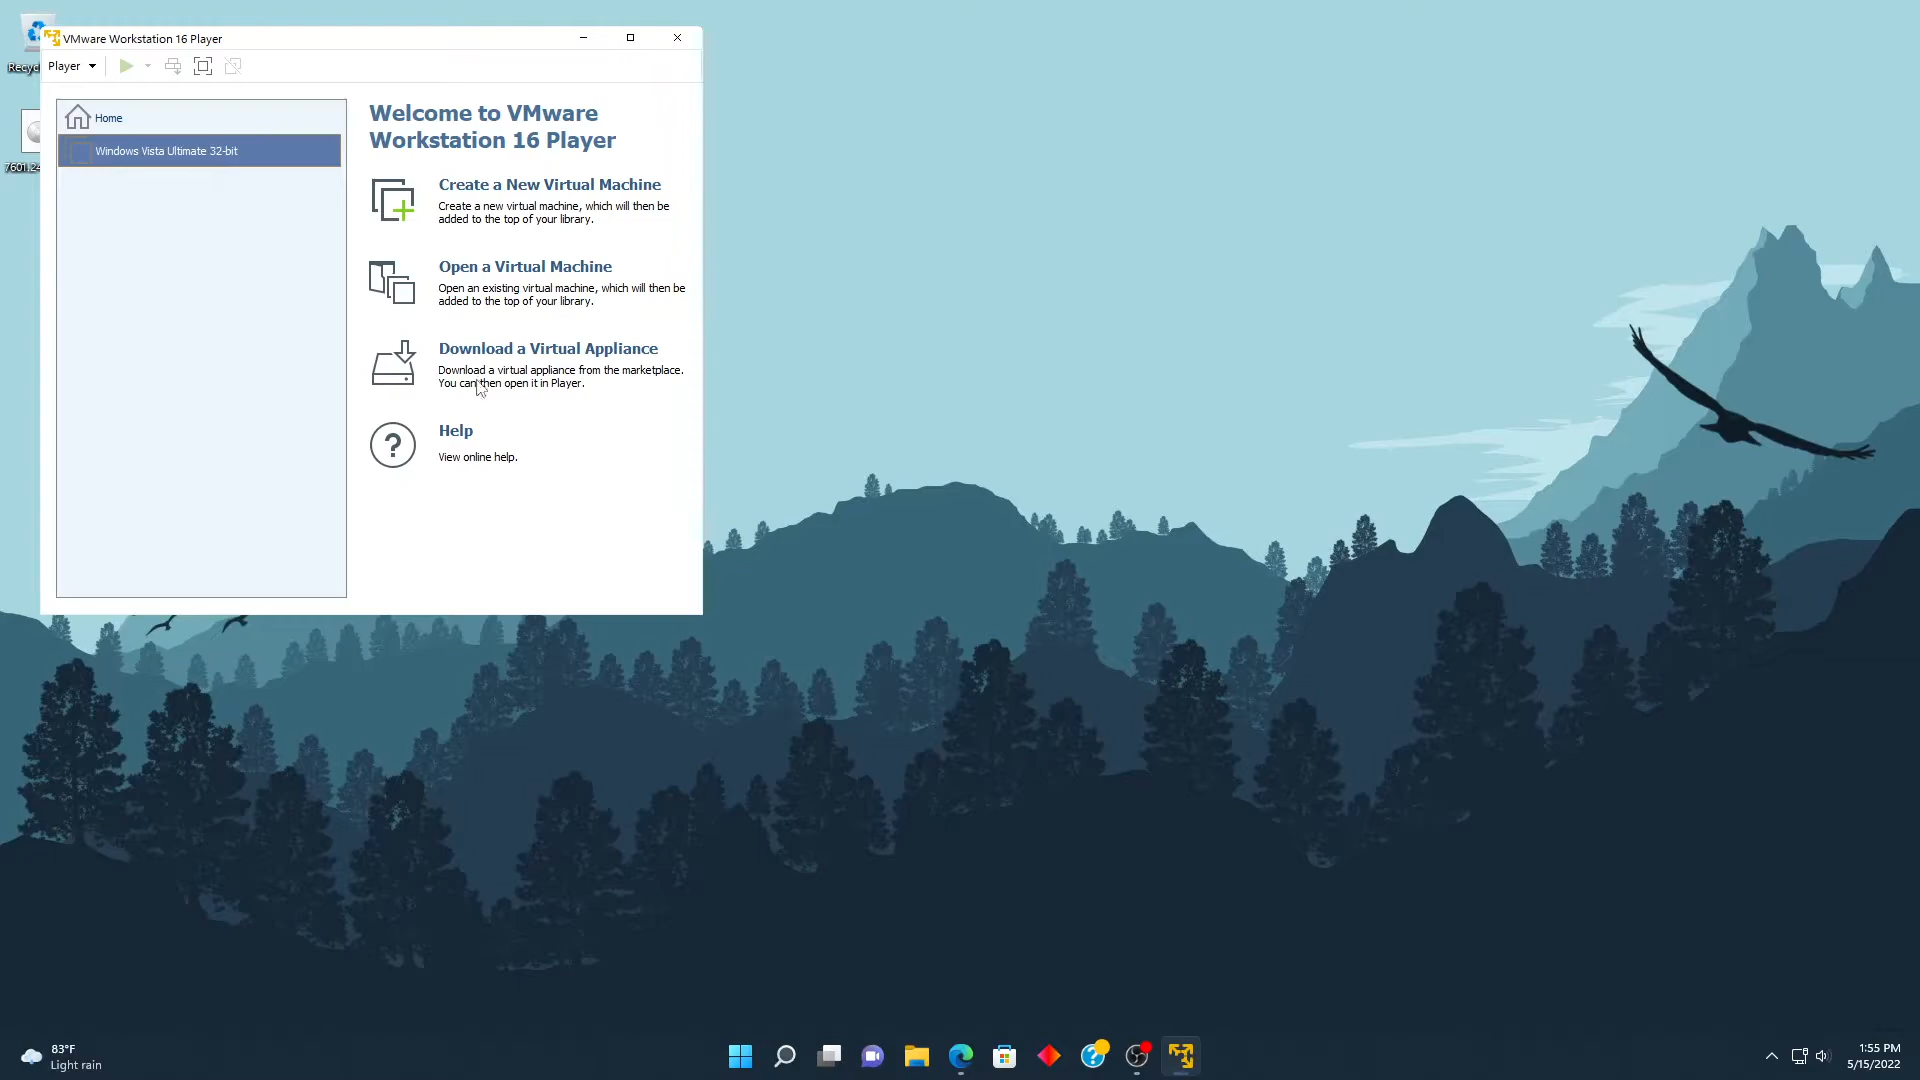 VMware Workstation 16 Player
Player
Home
Windows Vista Ultimate 32-bit
Welcome to VMware
Workstation 16 Player
Create a New Virtual Machine
Create a new virtual machine, which will then be
added to the top of your library.
Open a Virtual Machine
Open an existing virtual machine, which will then be
added to the top of your library.
Download a Virtual Appliance
Download a virtual appliance from the marketplace.
You can then open it in Player.
Help
View online help.
83°F
Light rain
1:55 PM
5/15/2022